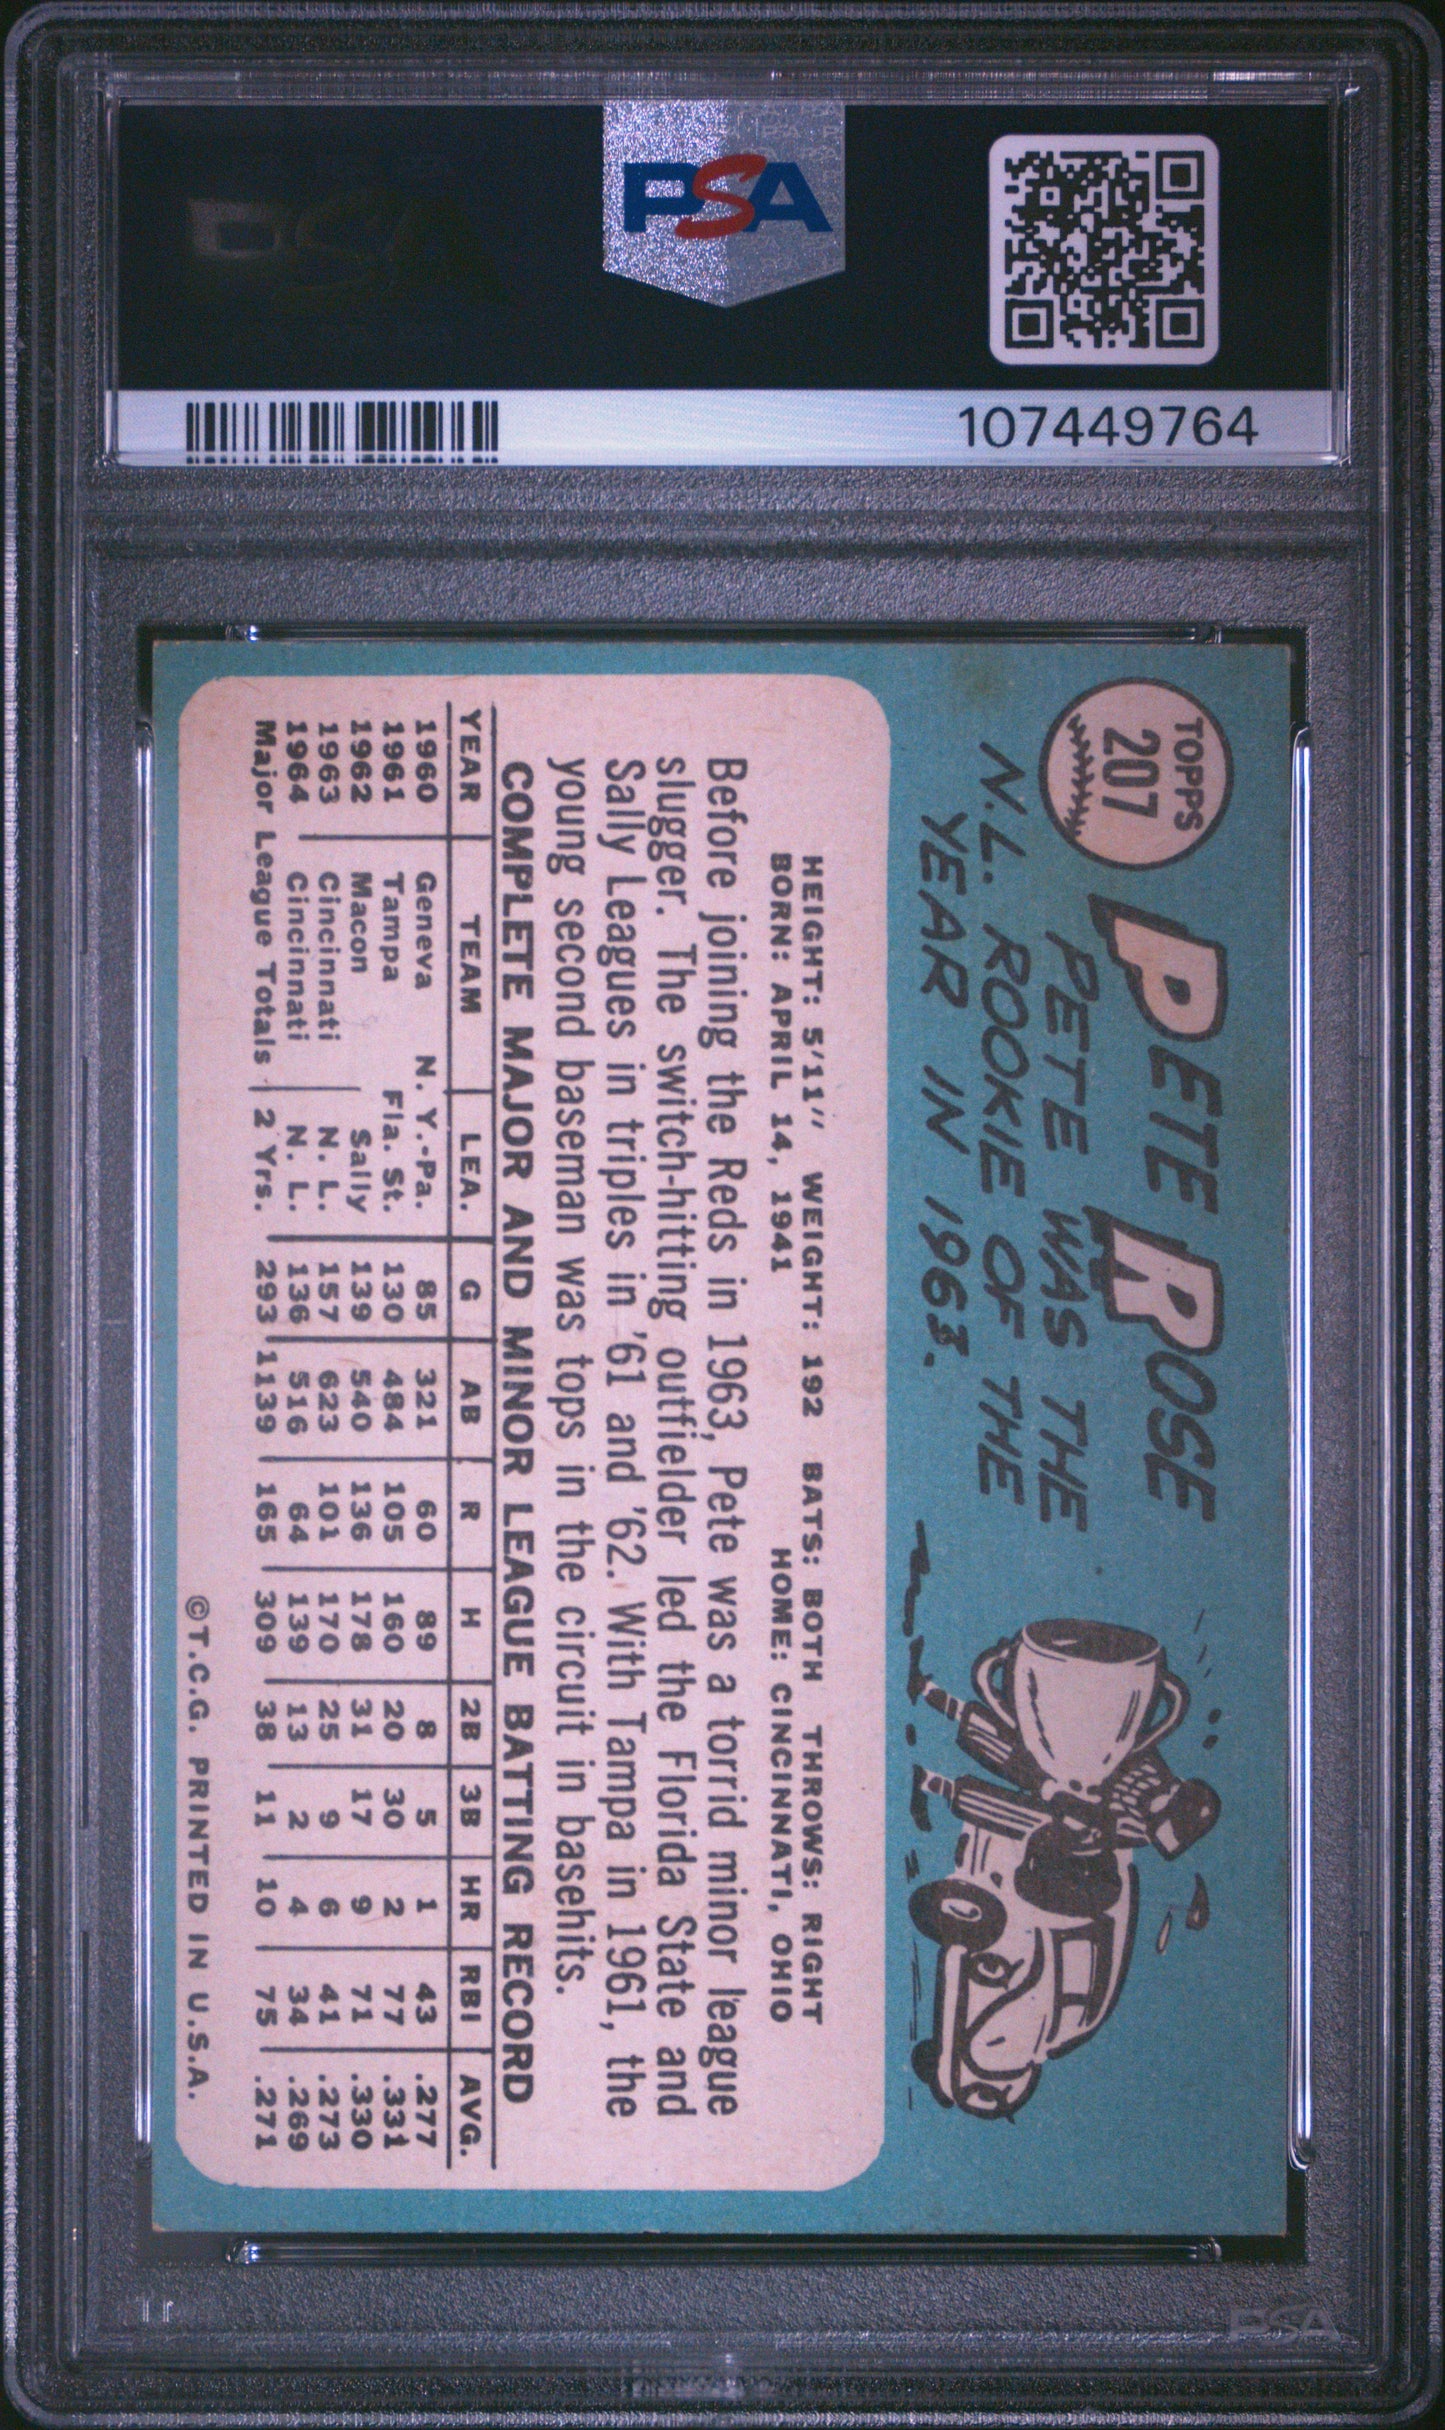 PSA
107449764
TOPPS
207
PETE ROSE
PETE WAS THE
N.L. ROOKIE OF THE
YEAR IN 1963.
HEIGHT: 5'11" WEIGHT: 192 BATS: BOTH THROWS: RIGHT
BORN: APRIL 14, 1941 HOME: CINCINNATI, OHIO
Before joining the Reds in 1963, Pete was a torrid minor league
slugger. The switch-hitting outfielder led the Florida State and
Sally Leagues in triples in '61 and '62. With Tampa in 1961, the
young second baseman was tops in the circuit in basehits.
COMPLETE MAJOR AND MINOR LEAGUE BATTING RECORD
YEAR TEAM LEA. G AB R H 2B 3B HR RBI AVG.
1960 Geneva N. Y.-Pa. 85 321 60 89 8 5 1 43 .277
1961 Tampa Fla. St. 130 484 105 160 20 30 2 77 .331
1962 Macon Sally 139 540 136 178 31 17 9 71 .330
1963 Cincinnati N. L. 157 623 101 170 25 9 6 41 .273
1964 Cincinnati N. L. 136 516 64 139 13 2 4 34 .269
Major League Totals 2 Yrs. 293 1139 165 309 38 11 10 75 .271
©T.C.G. PRINTED IN U.S.A.
PSA